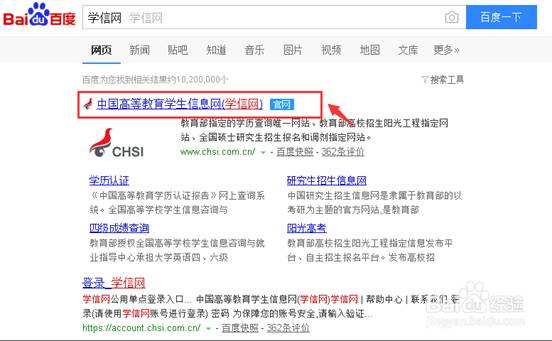 Bai du 百度 学信网 百度一下
网页 新闻 贴吧 知道 音乐 图片 视频 地图 文库 更多»
百度为您找到相关结果约10,200,000个 搜索工具
中国高等教育学生信息网(学信网) 官网
教育部指定的学历查询唯一网站、教育部高校招生阳光工程指定网
站、全国硕士研究生招生报名和调剂指定网站。
CHSI
www.chsi.com.cn/ - 百度快照 - 362条评价
学历认证 研究生招生信息网
《中国高等教育学历认证报告》网上查询系 中国研究生招生信息网是隶属于教育部的以
统。全国高等学校学生信息咨询与 考研为主题的官方网站,是教育部
四级成绩查询 阳光高考
教育部授权全国高等学校学生信息咨询与就 教育部高校招生阳光工程指定信息发布平
业指导中心承担大学英语四、六级 台、自主招生报名平台。发布高校招
登录_学信网
学信网公用单点登录入口... 中国高等教育学生信息网(学信网)学信网 | 帮助中心 | 联系我们 登
录(请使用学信网账号进行登录) 密码 为保障您的账号安全,请输入验证...
https://account.chsi.com.cn/ - 百度快照 - 362条评价
Bai du 经验
jingyan.baidu.com